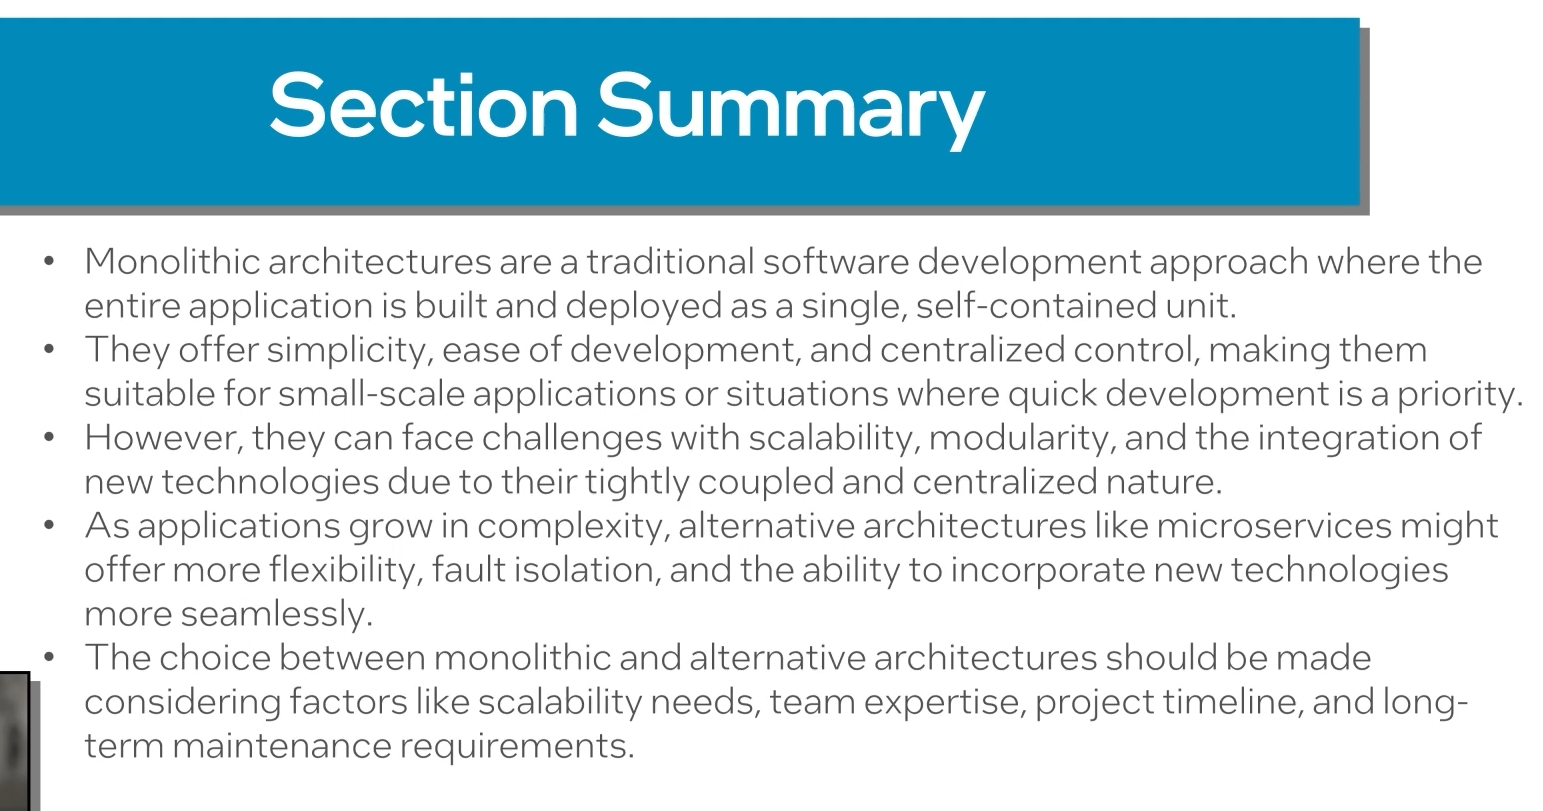 Section Summary
• Monolithic architectures are a traditional software development approach where the
entire application is built and deployed as a single, self-contained unit.
• They offer simplicity, ease of development, and centralized control, making them
suitable for small-scale applications or situations where quick development is a priority.
• However, they can face challenges with scalability, modularity, and the integration of
new technologies due to their tightly coupled and centralized nature.
• As applications grow in complexity, alternative architectures like microservices might
offer more flexibility, fault isolation, and the ability to incorporate new technologies
more seamlessly.
• The choice between monolithic and alternative architectures should be made
considering factors like scalability needs, team expertise, project timeline, and long-
term maintenance requirements.